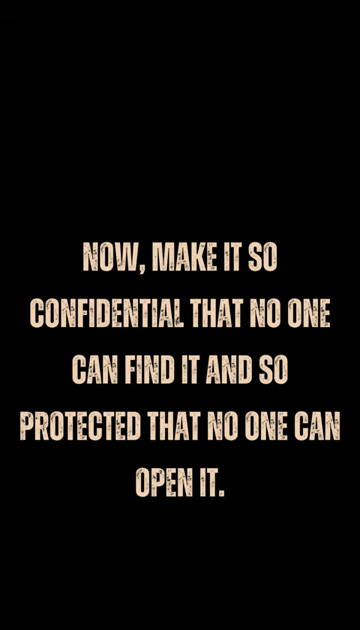 NOW, MAKE IT SO
CONFIDENTIAL THAT NO ONE
CAN FIND IT AND SO
PROTECTED THAT NO ONE CAN
OPEN IT.